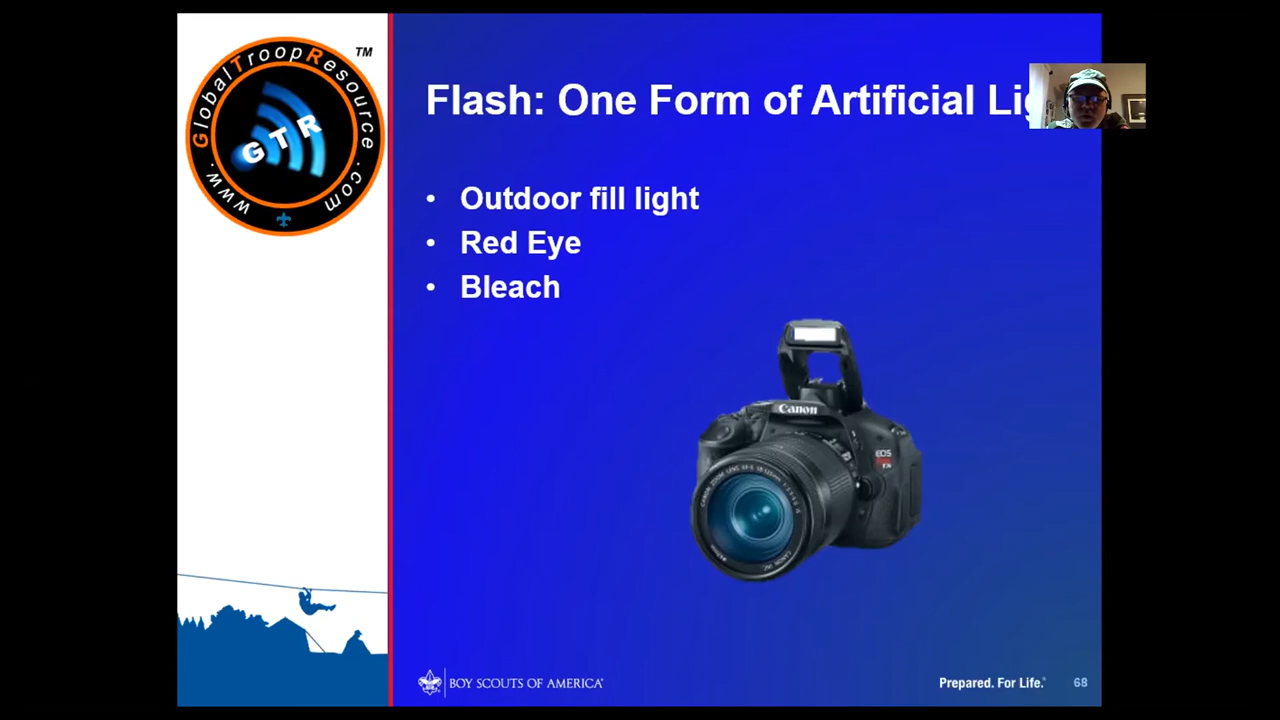 www.GlobalTroopResource.com
TM
GTR
Flash: One Form of Artificial
• Outdoor fill light
• Red Eye
• Bleach
Canon
EOS
BOY SCOUTS OF AMERICA
Prepared. For Life.
68